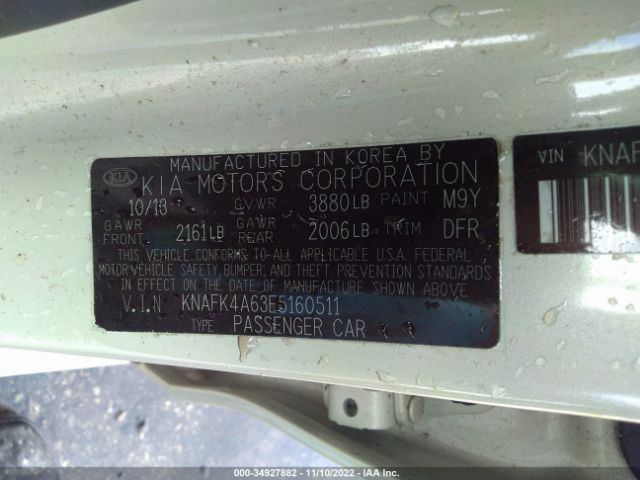 MANUFACTURED IN KOREA BY
KIA KIA MOTORS CORPORATION
10/13 GVWR 3880LB PAINT M9Y
GAWR FRONT 2161LB GAWR REAR 2006LB TRIM DFR
THIS VEHICLE CONFORMS TO ALL APPLICABLE U.S.A. FEDERAL
MOTOR VEHICLE SAFETY, BUMPER, AND THEFT PREVENTION STANDARDS
IN EFFECT ON THE DATE OF MANUFACTURE SHOWN ABOVE
V.I.N KNAFK4A63E5160511
TYPE PASSENGER CAR
VIN KNAF
000-34927882 — 11/10/2022 — IAA Inc.